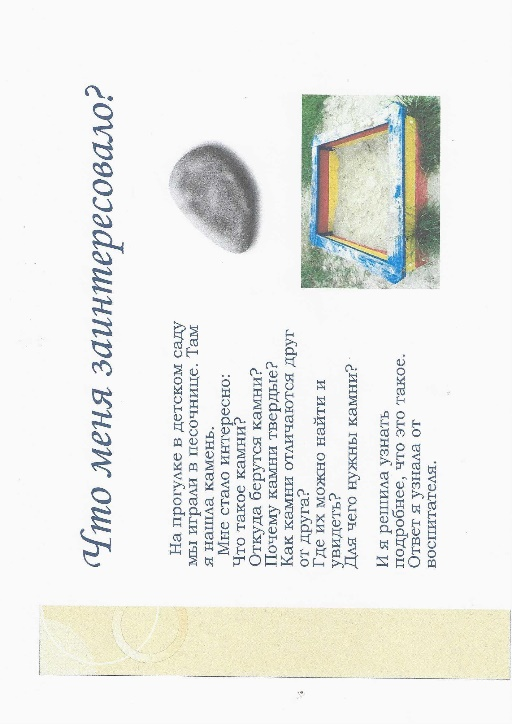 Что меня заинтересовало?
На прогулке в детском саду
мы играли в песочнице. Там
я нашла камень.
Мне стало интересно:
Что такое камни?
Откуда берутся камни?
Почему камни твердые?
Как камни отличаются друг
от друга?
Где их можно найти и
увидеть?
Для чего нужны камни?
И я решила узнать
подробнее, что это такое.
Ответ я узнала от
воспитателя.